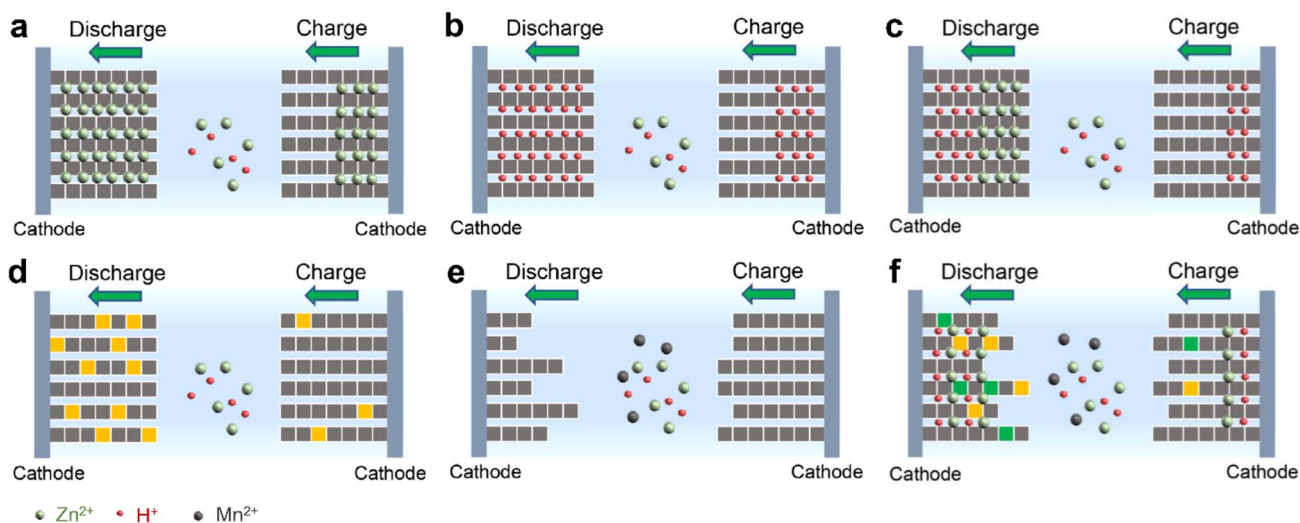 a
Discharge
Charge
Cathode
Cathode
b
Discharge
Charge
Cathode
Cathode
c
Discharge
Charge
Cathode
Cathode
d
Discharge
Charge
Cathode
Cathode
e
Discharge
Charge
Cathode
Cathode
f
Discharge
Charge
Cathode
Cathode
Zn²⁺ H⁺ Mn²⁺